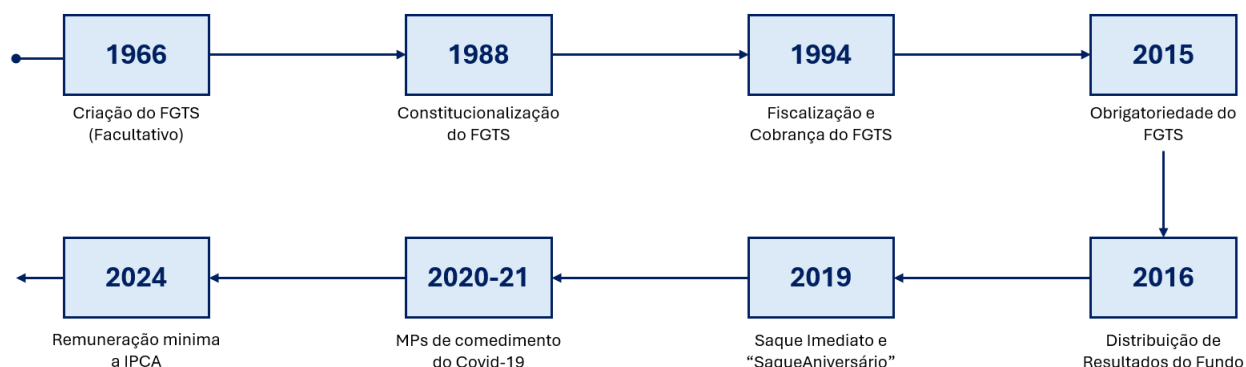 1966
Criação do FGTS
(Facultativo)
1988
Constitucionalização
do FGTS
1994
Fiscalização e
Cobrança do FGTS
2015
Obrigatoriedade do
FGTS
2016
Distribuição de
Resultados do Fundo
2019
Saque Imediato e
“SaqueAniversário”
2020-21
MPs de comedimento
do Covid-19
2024
Remuneração minima
a IPCA